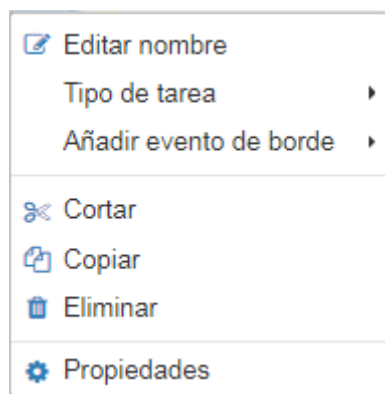 Editar nombre
Tipo de tarea
Añadir evento de borde
Cortar
Copiar
Eliminar
Propiedades